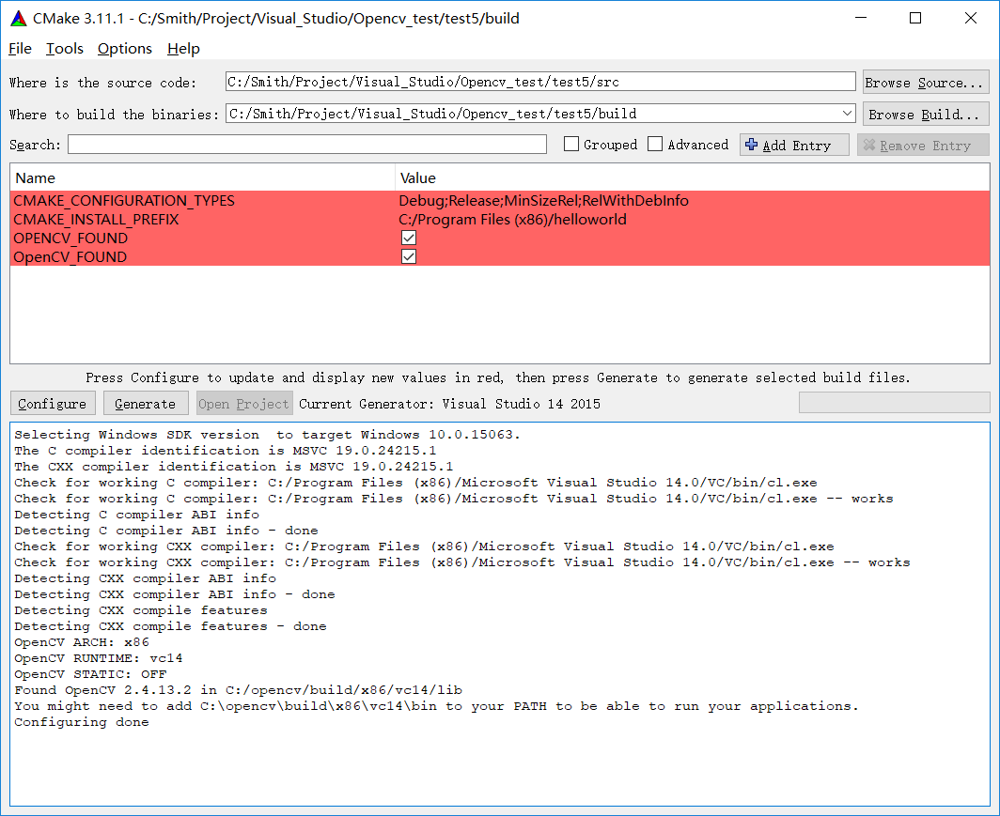 CMake 3.11.1 - C:/Smith/Project/Visual_Studio/Opencv_test/test5/build
File Tools Options Help
Where is the source code: C:/Smith/Project/Visual_Studio/Opencv_test/test5/src Browse Source...
Where to build the binaries: C:/Smith/Project/Visual_Studio/Opencv_test/test5/build Browse Build...
Search: Grouped Advanced Add Entry Remove Entry
Name Value
CMAKE_CONFIGURATION_TYPES Debug;Release;MinSizeRel;RelWithDebInfo
CMAKE_INSTALL_PREFIX C:/Program Files (x86)/helloworld
OPENCV_FOUND
OpenCV_FOUND
Press Configure to update and display new values in red, then press Generate to generate selected build files.
Configure Generate Open Project Current Generator: Visual Studio 14 2015
Selecting Windows SDK version  to target Windows 10.0.15063.
The C compiler identification is MSVC 19.0.24215.1
The CXX compiler identification is MSVC 19.0.24215.1
Check for working C compiler: C:/Program Files (x86)/Microsoft Visual Studio 14.0/VC/bin/cl.exe
Check for working C compiler: C:/Program Files (x86)/Microsoft Visual Studio 14.0/VC/bin/cl.exe -- works
Detecting C compiler ABI info
Detecting C compiler ABI info - done
Check for working CXX compiler: C:/Program Files (x86)/Microsoft Visual Studio 14.0/VC/bin/cl.exe
Check for working CXX compiler: C:/Program Files (x86)/Microsoft Visual Studio 14.0/VC/bin/cl.exe -- works
Detecting CXX compiler ABI info
Detecting CXX compiler ABI info - done
Detecting CXX compile features
Detecting CXX compile features - done
OpenCV ARCH: x86
OpenCV RUNTIME: vc14
OpenCV STATIC: OFF
Found OpenCV 2.4.13.2 in C:/opencv/build/x86/vc14/lib
You might need to add C:\opencv\build\x86\vc14\bin to your PATH to be able to run your applications.
Configuring done